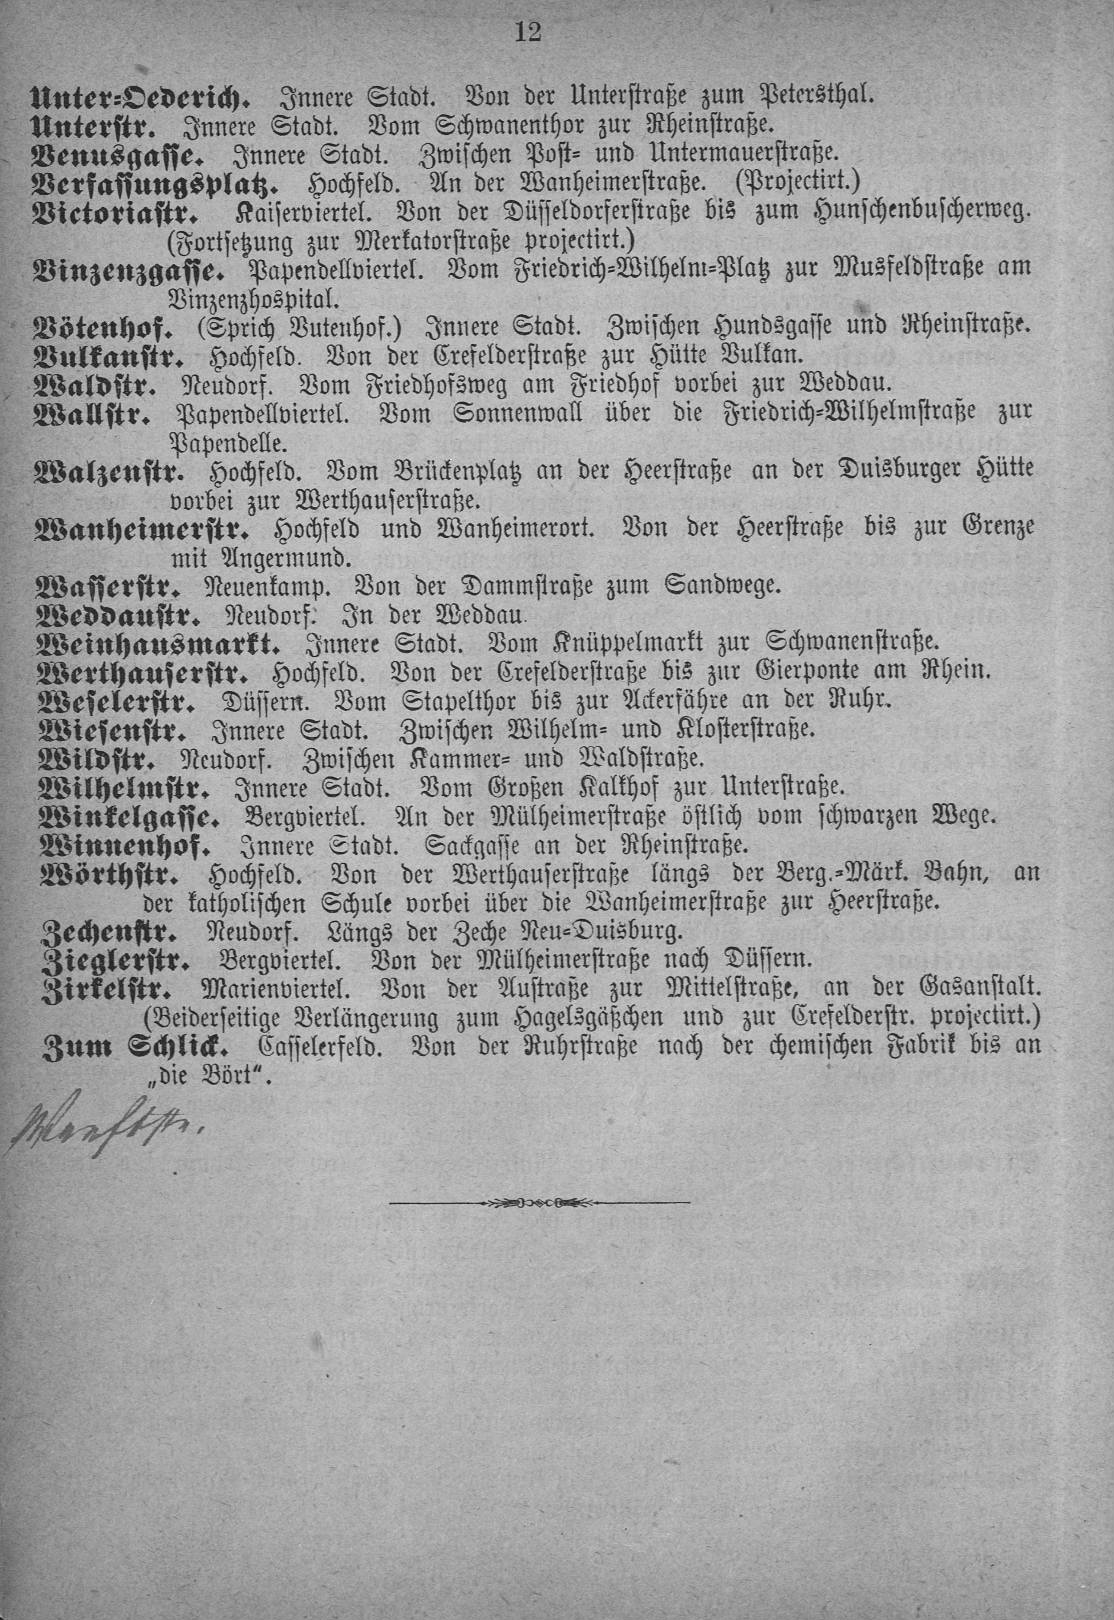 12
Unter-Oederich. Innere Stadt. Von der Unterstraße zum Petersthal.
Unterstr. Innere Stadt. Vom Schwanenthor zur Rheinstraße.
Venusgasse. Innere Stadt. Zwischen Post- und Untermauerstraße.
Verfassungsplatz. Hochfeld. An der Wanheimerstraße. (Projectirt.)
Victoriastr. Kaiserviertel. Von der Düsseldorferstraße bis zum Hunschenbuscherweg.
(Fortsetzung zur Merkatorstraße projectirt.)
Vinzenzgasse. Papendellviertel. Vom Friedrich-Wilhelm-Platz zur Musfeldstraße am
Vinzenzhospital.
Vötenhof. (Sprich Vutenhof.) Innere Stadt. Zwischen Hundsgasse und Rheinstraße.
Vulkanstr. Hochfeld. Von der Crefelderstraße zur Hütte Vulkan.
Waldstr. Neudorf. Vom Friedhofsweg am Friedhof vorbei zur Weddau.
Wallstr. Papendellviertel. Vom Sonnenwall über die Friedrich-Wilhelmstraße zur
Papendelle.
Walzenstr. Hochfeld. Vom Brückenplatz an der Heerstraße an der Duisburger Hütte
vorbei zur Werthauserstraße.
Wanheimerstr. Hochfeld und Wanheimerort. Von der Heerstraße bis zur Grenze
mit Angermund.
Wasserstr. Neuenkamp. Von der Dammstraße zum Sandwege.
Weddaustr. Neudorf. In der Weddau.
Weinhausmarkt. Innere Stadt. Vom Knüppelmarkt zur Schwanenstraße.
Werthauserstr. Hochfeld. Von der Crefelderstraße bis zur Gierponte am Rhein.
Weselerstr. Düssern. Vom Stapelthor bis zur Ackerfähre an der Ruhr.
Wiesenstr. Innere Stadt. Zwischen Wilhelm- und Klosterstraße.
Wildstr. Neudorf. Zwischen Kammer- und Waldstraße.
Wilhelmstr. Innere Stadt. Vom Großen Kalkhof zur Unterstraße.
Winkelgasse. Bergviertel. An der Mülheimerstraße östlich vom schwarzen Wege.
Winnenhof. Innere Stadt. Sackgasse an der Rheinstraße.
Wörthstr. Hochfeld. Von der Werthauserstraße längs der Berg.-Märk. Bahn, an
der katholischen Schule vorbei über die Wanheimerstraße zur Heerstraße.
Zechenstr. Neudorf. Längs der Zeche Neu-Duisburg.
Zieglerstr. Bergviertel. Von der Mülheimerstraße nach Düssern.
Zirkelstr. Marienviertel. Von der Austraße zur Mittelstraße, an der Gasanstalt.
(Beiderseitige Verlängerung zum Hagelsgäßchen und zur Crefelderstr. projectirt.)
Zum Schlick. Casselerfeld. Von der Ruhrstraße nach der chemischen Fabrik bis an
„die Bört“.